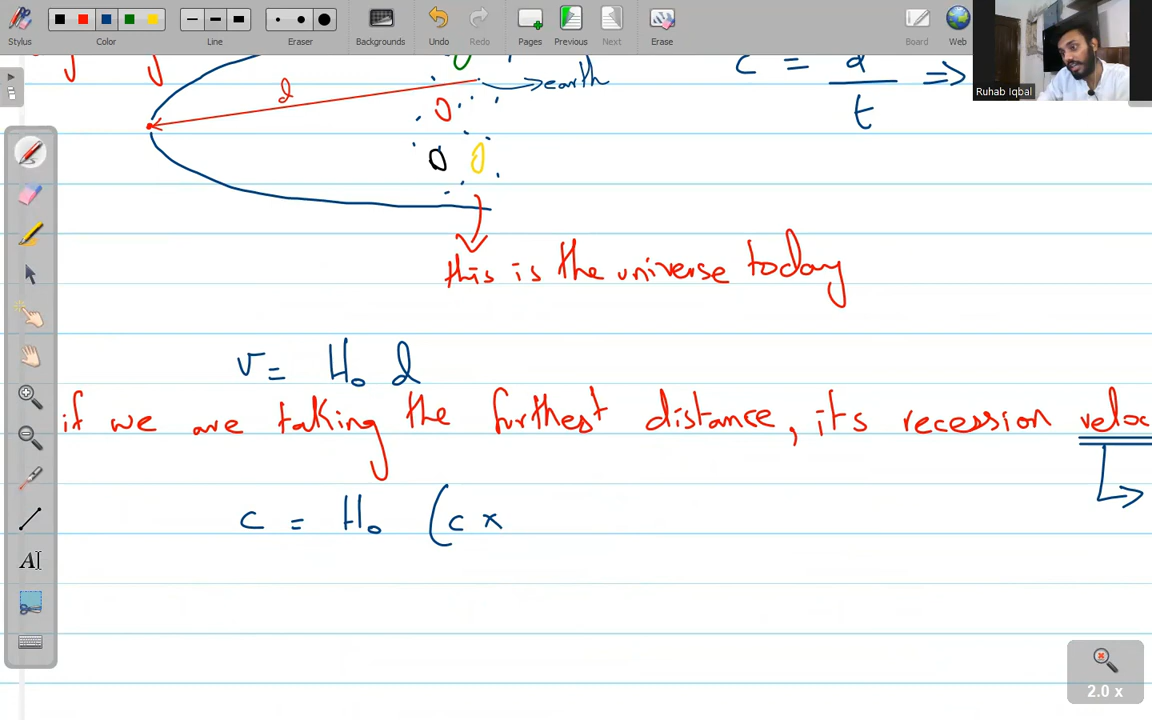 Stylus Color Line Eraser Backgrounds Undo Redo Pages Previous Next Erase Board Web
Ruhab Iqbal
d
earth
c = d / t =>
this is the universe today
v = H₀ d
if we are taking the furthest distance, its recession veloc
c = H₀ (c x
A
2.0 x